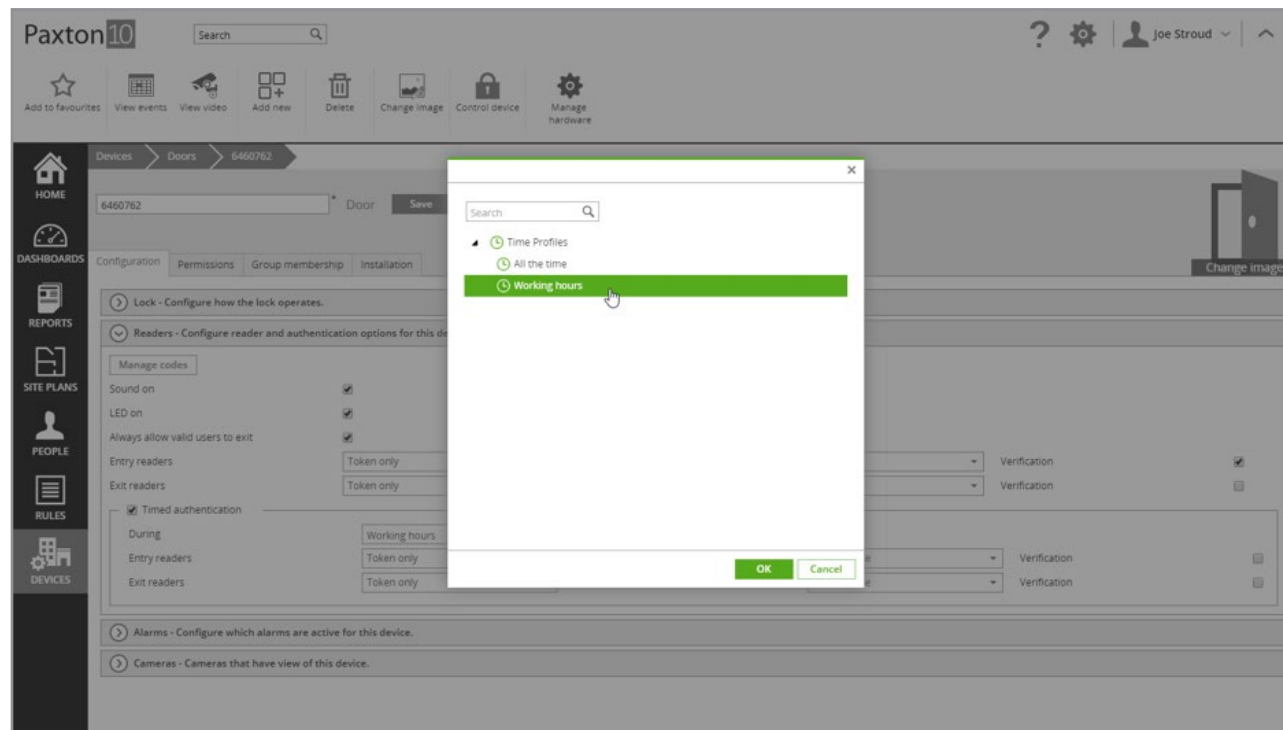 Paxton10
Search
Joe Stroud
Add to favourites
View events
View video
Add new
Delete
Change image
Control device
Manage
hardware
Devices
Doors
6460762
HOME
DASHBOARDS
REPORTS
SITE PLANS
PEOPLE
RULES
DEVICES
6460762
* Door
Save
Change image
Configuration
Permissions
Group membership
Installation
Lock - Configure how the lock operates.
Readers - Configure reader and authentication options for this de
Manage codes
Sound on
LED on
Always allow valid users to exit
Entry readers
Token only
Verification
Exit readers
Token only
Verification
Timed authentication
During
Working hours
Entry readers
Token only
Verification
Exit readers
Token only
Verification
Alarms - Configure which alarms are active for this device.
Cameras - Cameras that have view of this device.
Search
Time Profiles
All the time
Working hours
OK
Cancel